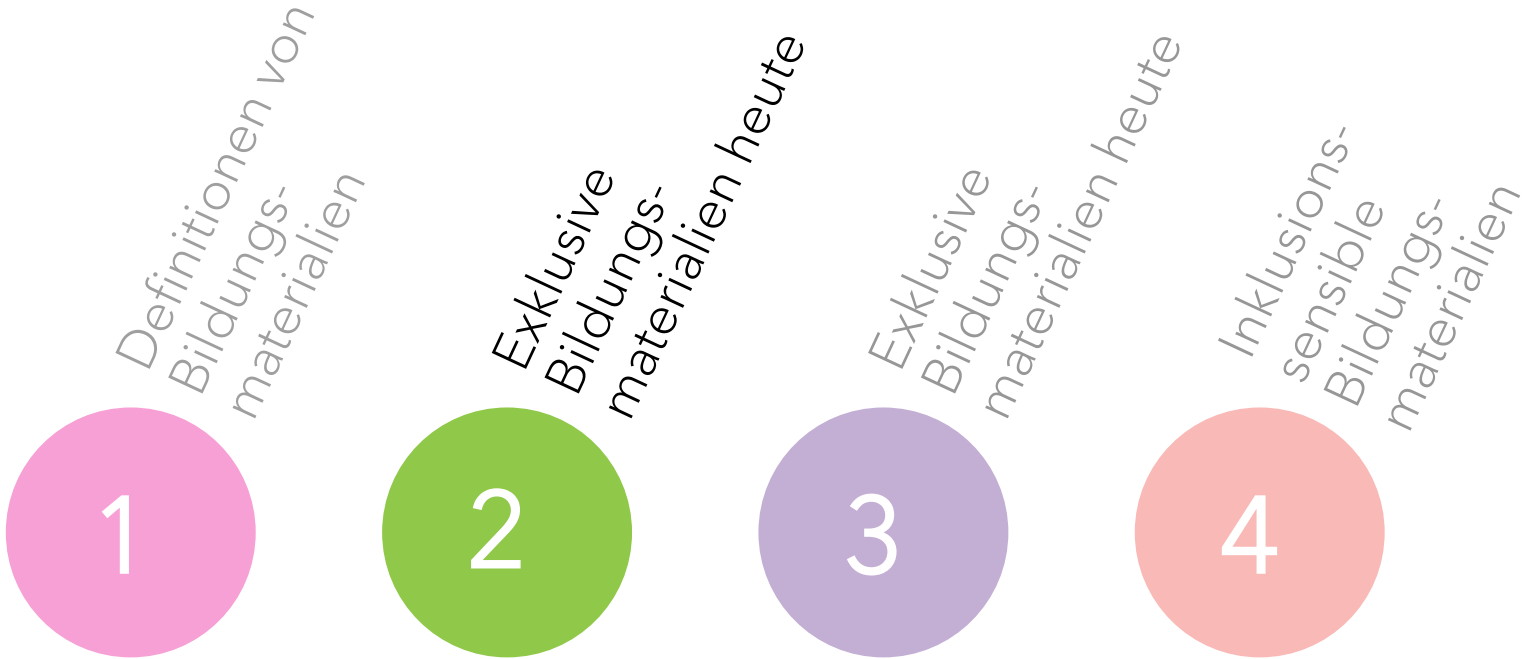 Definitionen von
Bildungs-
materialien
Exklusive
Bildungs-
materialien heute
Exklusive
Bildungs-
materialien heute
Inklusions-
sensible
Bildungs-
materialien
1
2
3
4